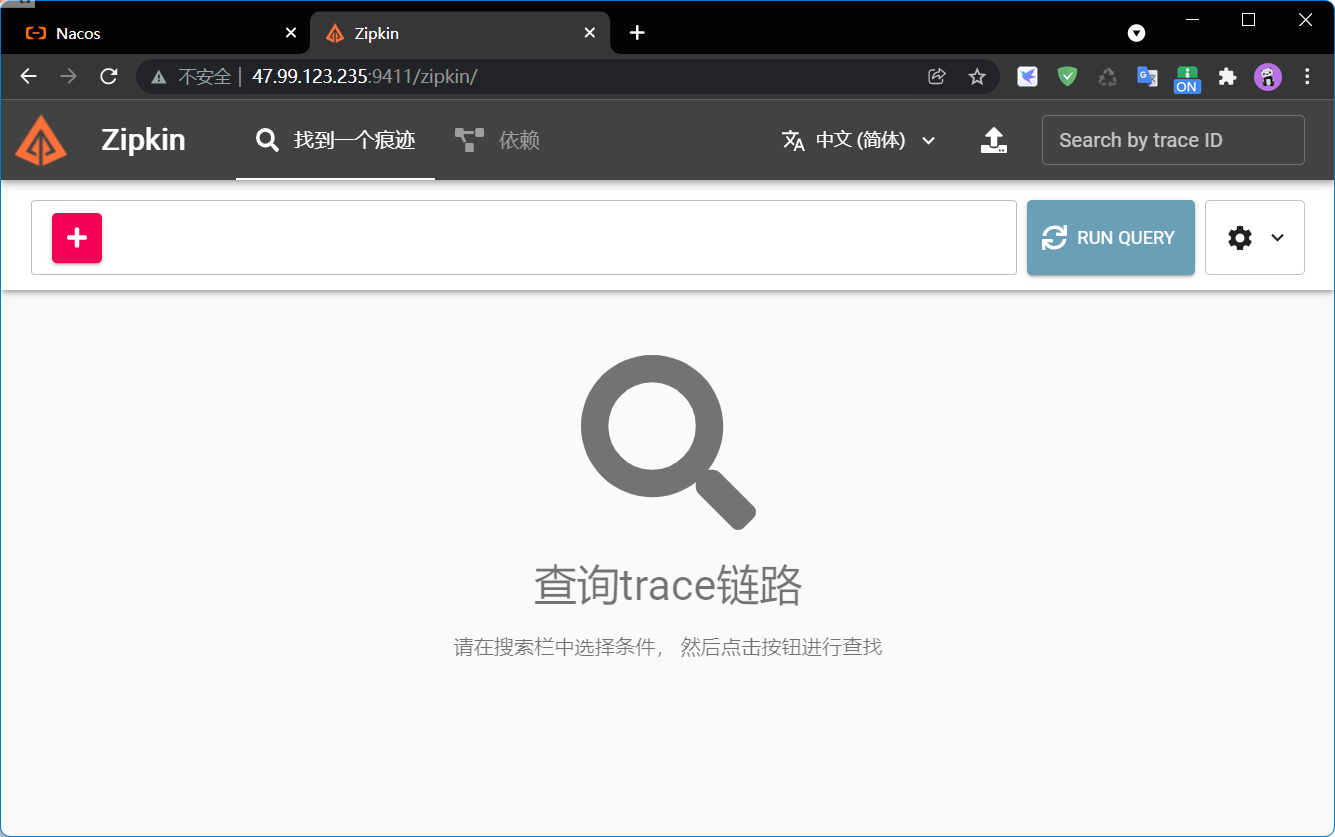 Nacos
Zipkin
不安全 | 47.99.123.235:9411/zipkin/
ON
Zipkin
找到一个痕迹
依赖
中文 (简体)
Search by trace ID
RUN QUERY
查询trace链路
请在搜索栏中选择条件， 然后点击按钮进行查找